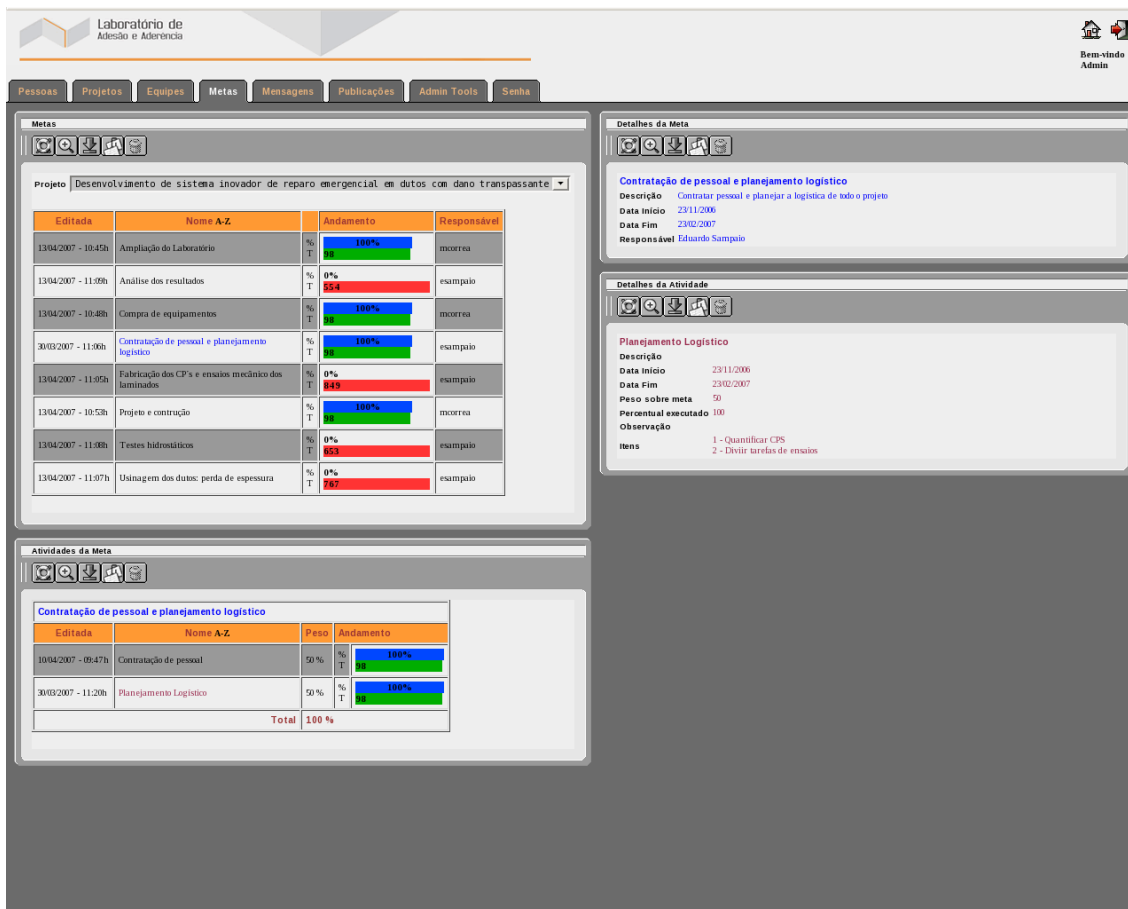 Laboratório de
Adesão e Aderência
Bem-vindo
Admin
Pessoas Projetos Equipes Metas Mensagens Publicações Admin Tools Senha
Metas
Projeto Desenvolvimento de sistema inovador de reparo emergencial em dutos com dano transpassante
Editada Nome A-Z Andamento Responsável
13/04/2007 - 10:45h Ampliação do Laboratório % 100% T 98 mcorrea
13/04/2007 - 11:09h Análise dos resultados % 0% T 554 esampaio
13/04/2007 - 10:48h Compra de equipamentos % 100% T 98 mcorrea
30/03/2007 - 11:06h Contratação de pessoal e planejamento
logístico % 100% T 98 esampaio
13/04/2007 - 11:05h Fabricação dos CP's e ensaios mecânico dos
laminados % 0% T 849 esampaio
13/04/2007 - 10:53h Projeto e contrução % 100% T 98 mcorrea
13/04/2007 - 11:08h Testes hidrostáticos % 0% T 653 esampaio
13/04/2007 - 11:07h Usinagem dos dutos: perda de espessura % 0% T 767 esampaio
Atividades da Meta
Contratação de pessoal e planejamento logístico
Editada Nome A-Z Peso Andamento
10/04/2007 - 09:47h Contratação de pessoal 50 % % 100% T 98
30/03/2007 - 11:20h Planejamento Logístico 50 % % 100% T 98
Total 100 %
Detalhes da Meta
Contratação de pessoal e planejamento logístico
Descrição Contratar pessoal e planejar a logística de todo o projeto
Data Início 23/11/2006
Data Fim 23/02/2007
Responsável Eduardo Sampaio
Detalhes da Atividade
Planejamento Logístico
Descrição
Data Início 23/11/2006
Data Fim 23/02/2007
Peso sobre meta 50
Percentual executado 100
Observação
Itens 1 - Quantificar CPS
2 - Diviir tarefas de ensaios